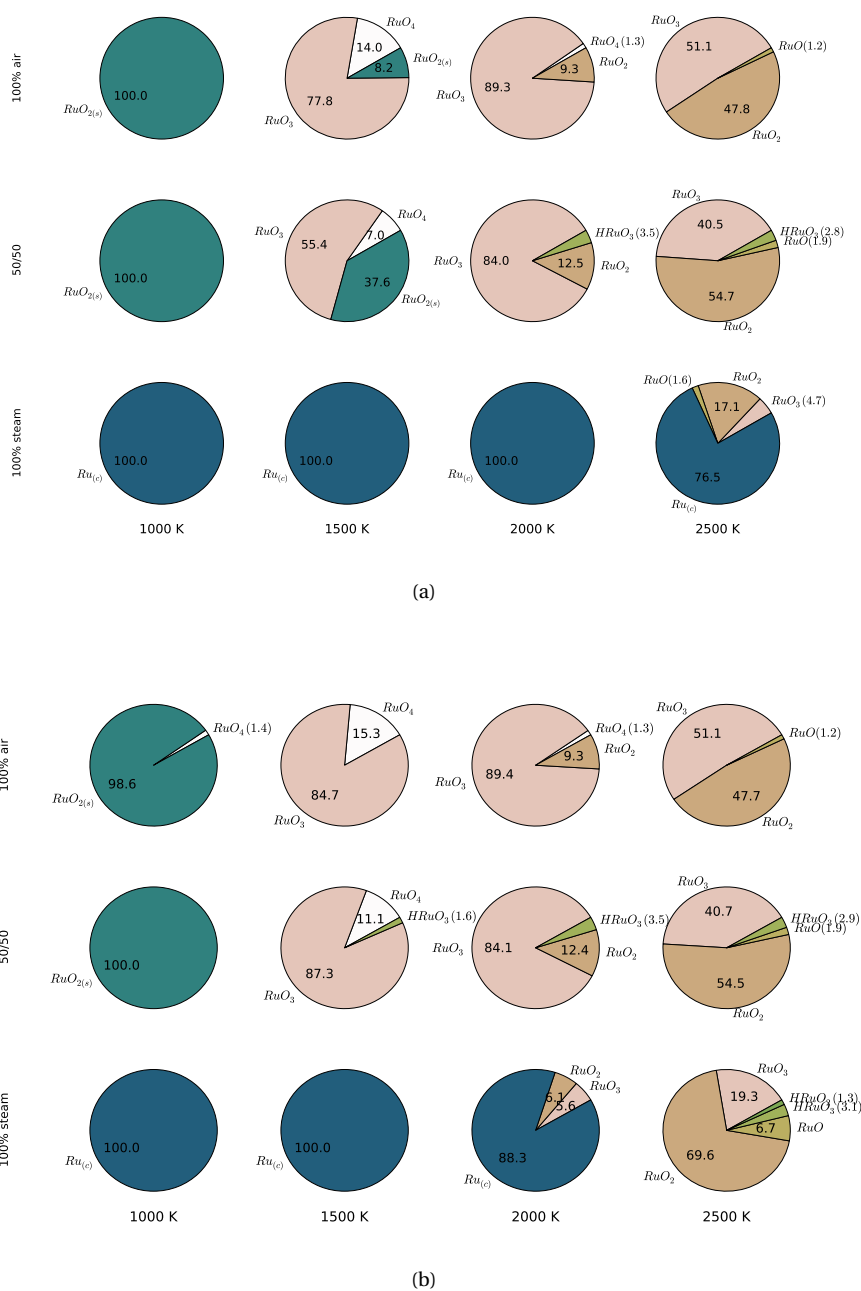 100% air
RuO2(s)
100.0
RuO4
14.0
RuO2(s)
8.2
77.8
RuO3
RuO4(1.3)
RuO2
9.3
89.3
RuO3
RuO3
51.1
RuO(1.2)
47.8
RuO2
50/50
100.0
RuO2(s)
RuO3
55.4
RuO4
7.0
37.6
RuO2(s)
RuO3
84.0
HRuO3(3.5)
12.5
RuO2
RuO3
40.5
HRuO3(2.8)
RuO(1.9)
54.7
RuO2
100% steam
100.0
Ru(c)
100.0
Ru(c)
100.0
Ru(c)
RuO(1.6)
RuO2
17.1
RuO3(4.7)
76.5
Ru(c)
1000 K
1500 K
2000 K
2500 K
(a)
100% air
RuO4(1.4)
98.6
RuO2(s)
RuO4
15.3
84.7
RuO3
RuO4(1.3)
RuO2
9.3
89.4
RuO3
RuO3
51.1
RuO(1.2)
47.7
RuO2
50/50
100.0
RuO2(s)
RuO4
11.1
HRuO3(1.6)
87.3
RuO3
RuO3
84.1
HRuO3(3.5)
12.4
RuO2
RuO3
40.7
HRuO3(2.9)
RuO(1.9)
54.5
RuO2
100% steam
100.0
Ru(c)
100.0
Ru(c)
RuO2
6.1
RuO3
5.6
88.3
Ru(c)
RuO3
19.3
HRuO3(3.1)
6.7
RuO
69.6
RuO2
1000 K
1500 K
2000 K
2500 K
(b)